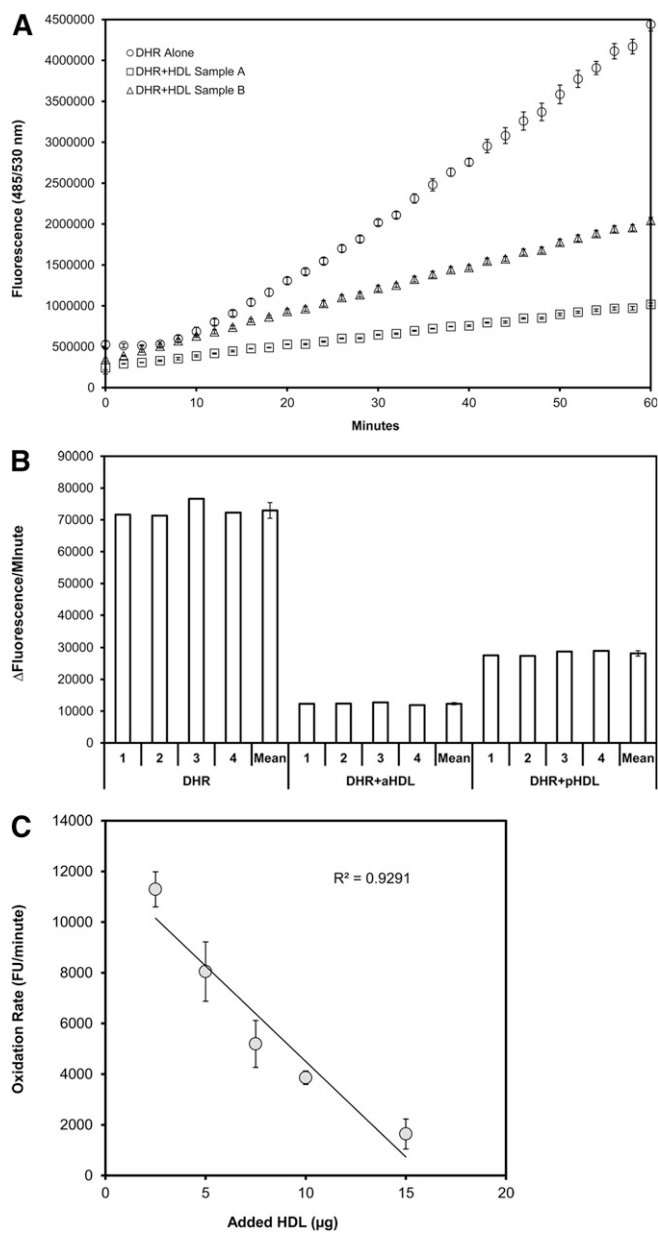 A
4500000
4000000
3500000
3000000
2500000
2000000
1500000
1000000
500000
0
Fluorescence (485/530 nm)
DHR Alone
DHR+HDL Sample A
DHR+HDL Sample B
0 10 20 30 40 50 60
Minutes
B
90000
80000
70000
60000
50000
40000
30000
20000
10000
0
ΔFluorescence/MInute
1 2 3 4 Mean 1 2 3 4 Mean 1 2 3 4 Mean
DHR DHR+aHDL DHR+pHDL
C
14000
12000
10000
8000
6000
4000
2000
0
Oxidation Rate (FU/minute)
R² = 0.9291
0 5 10 15 20
Added HDL (µg)